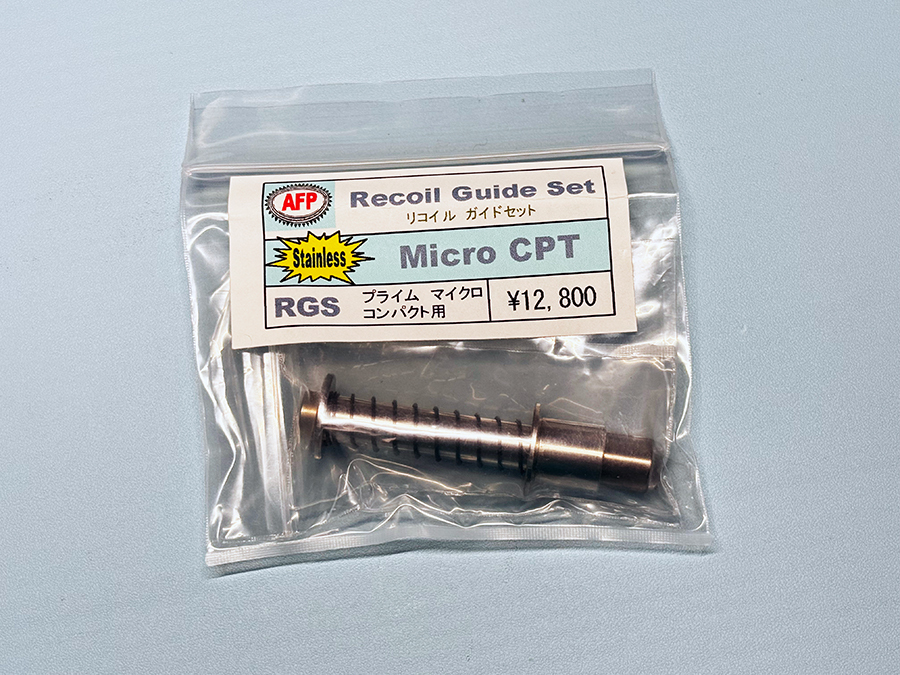 AFP
Recoil Guide Set
リコイル ガイドセット
Stainless
Micro CPT
RGS
プライム マイクロ
コンパクト用
¥12,800